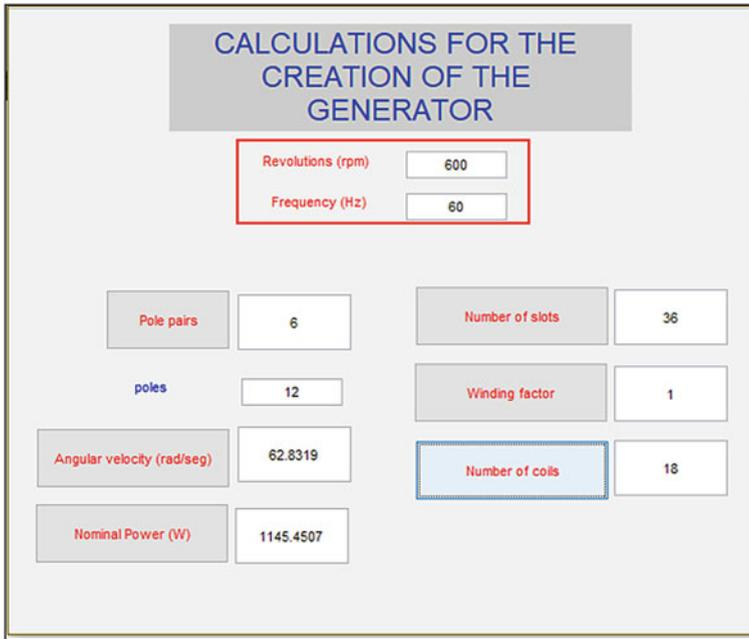 CALCULATIONS FOR THE
CREATION OF THE
GENERATOR
Revolutions (rpm) 600
Frequency (Hz) 60
Pole pairs 6
poles 12
Angular velocity (rad/seg) 62.8319
Nominal Power (W) 1145.4507
Number of slots 36
Winding factor 1
Number of coils 18